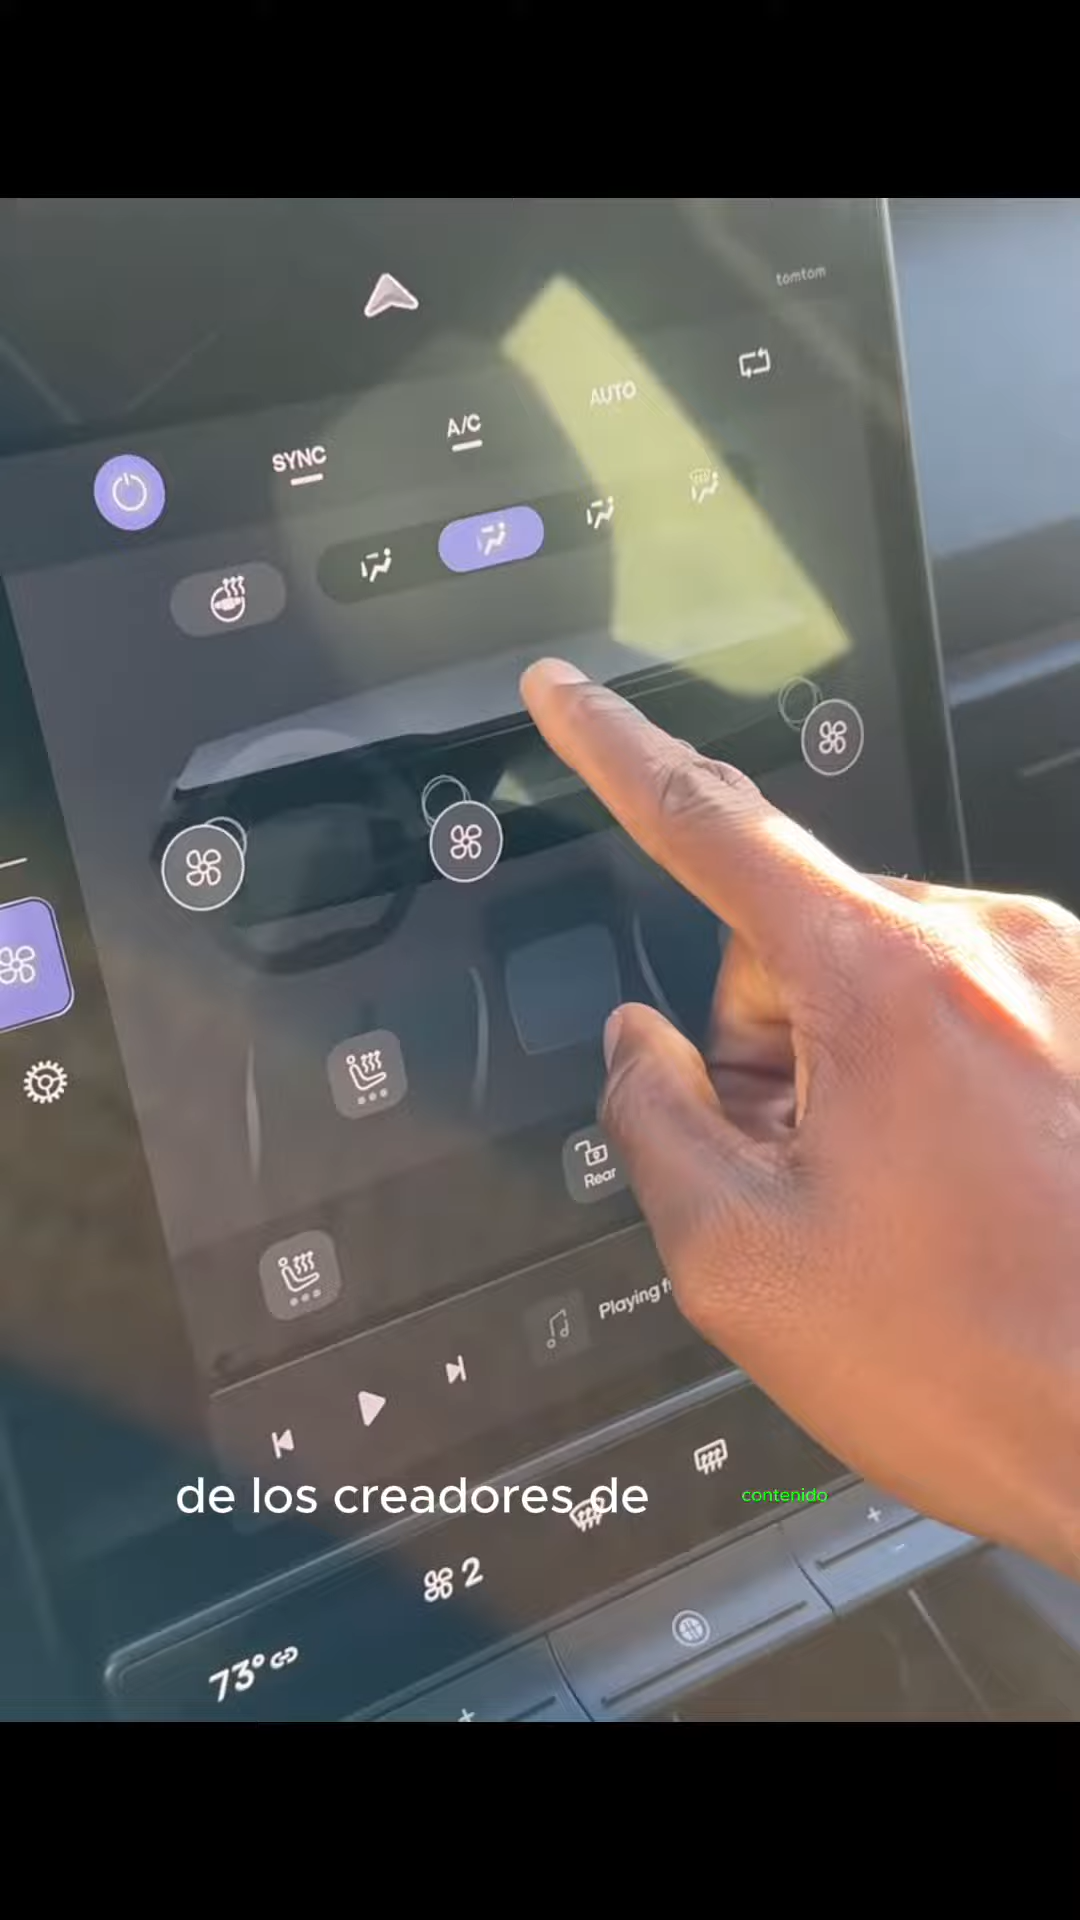 tomtom
AUTO
A/C
SYNC
Rear
Playing
de los creadores de contenido
2
73°